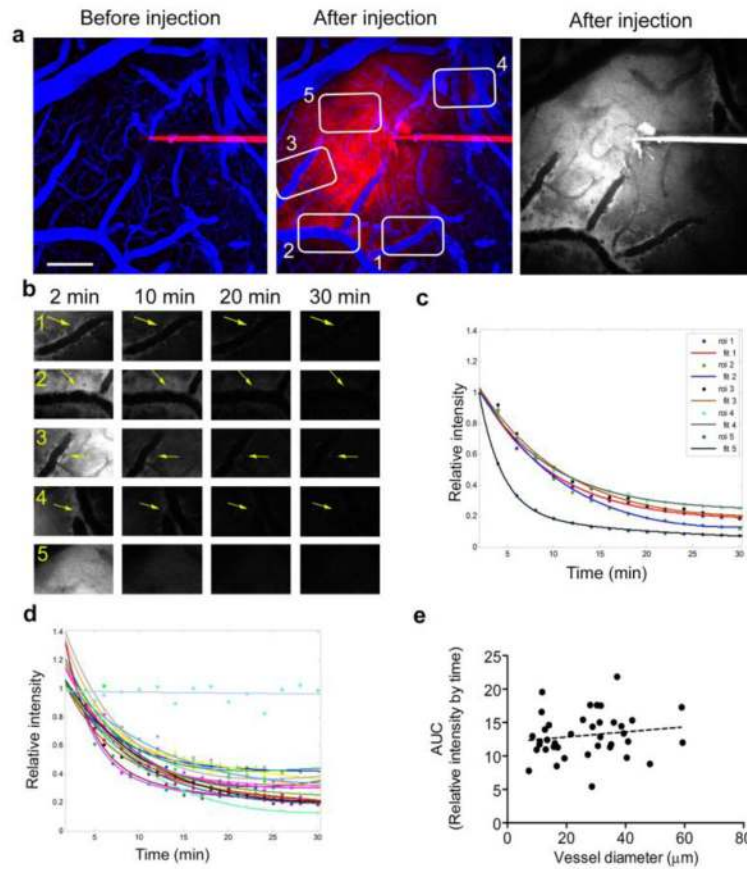 Before injection After injection After injection
a
5
4
3
2
1
b
2 min 10 min 20 min 30 min
1
2
3
4
5
c
1.4
1.2
1
0.8
0.6
0.4
0.2
0
5 10 15 20 25 30
Relative intensity
Time (min)
roi 1
fit 1
roi 2
fit 2
roi 3
fit 3
roi 4
fit 4
roi 5
fit 5
d
1.4
1.2
1
0.8
0.6
0.4
0.2
0
5 10 15 20 25 30
Relative intensity
Time (min)
e
25
20
15
10
5
0
0 20 40 60 80
AUC
(Relative intensity by time)
Vessel diameter (μm)